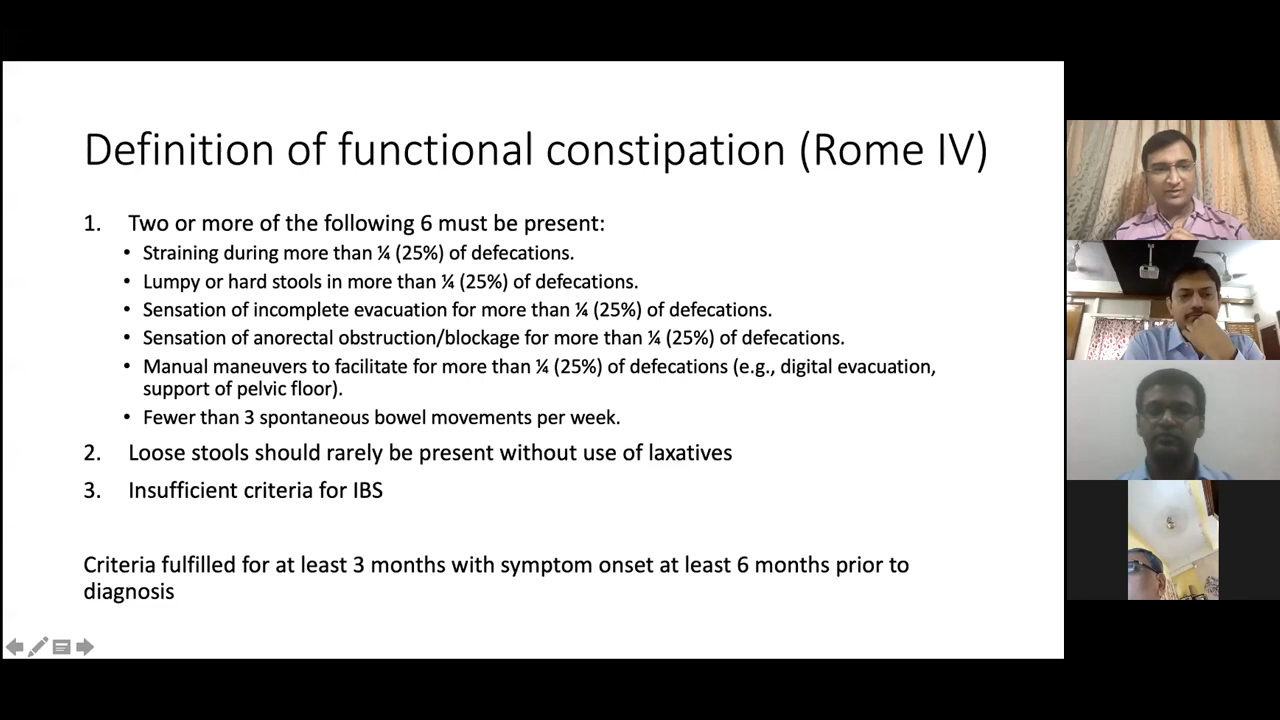 Definition of functional constipation (Rome IV)
1. Two or more of the following 6 must be present:
• Straining during more than ¼ (25%) of defecations.
• Lumpy or hard stools in more than ¼ (25%) of defecations.
• Sensation of incomplete evacuation for more than ¼ (25%) of defecations.
• Sensation of anorectal obstruction/blockage for more than ¼ (25%) of defecations.
• Manual maneuvers to facilitate for more than ¼ (25%) of defecations (e.g., digital evacuation,
support of pelvic floor).
• Fewer than 3 spontaneous bowel movements per week.
2. Loose stools should rarely be present without use of laxatives
3. Insufficient criteria for IBS
Criteria fulfilled for at least 3 months with symptom onset at least 6 months prior to
diagnosis